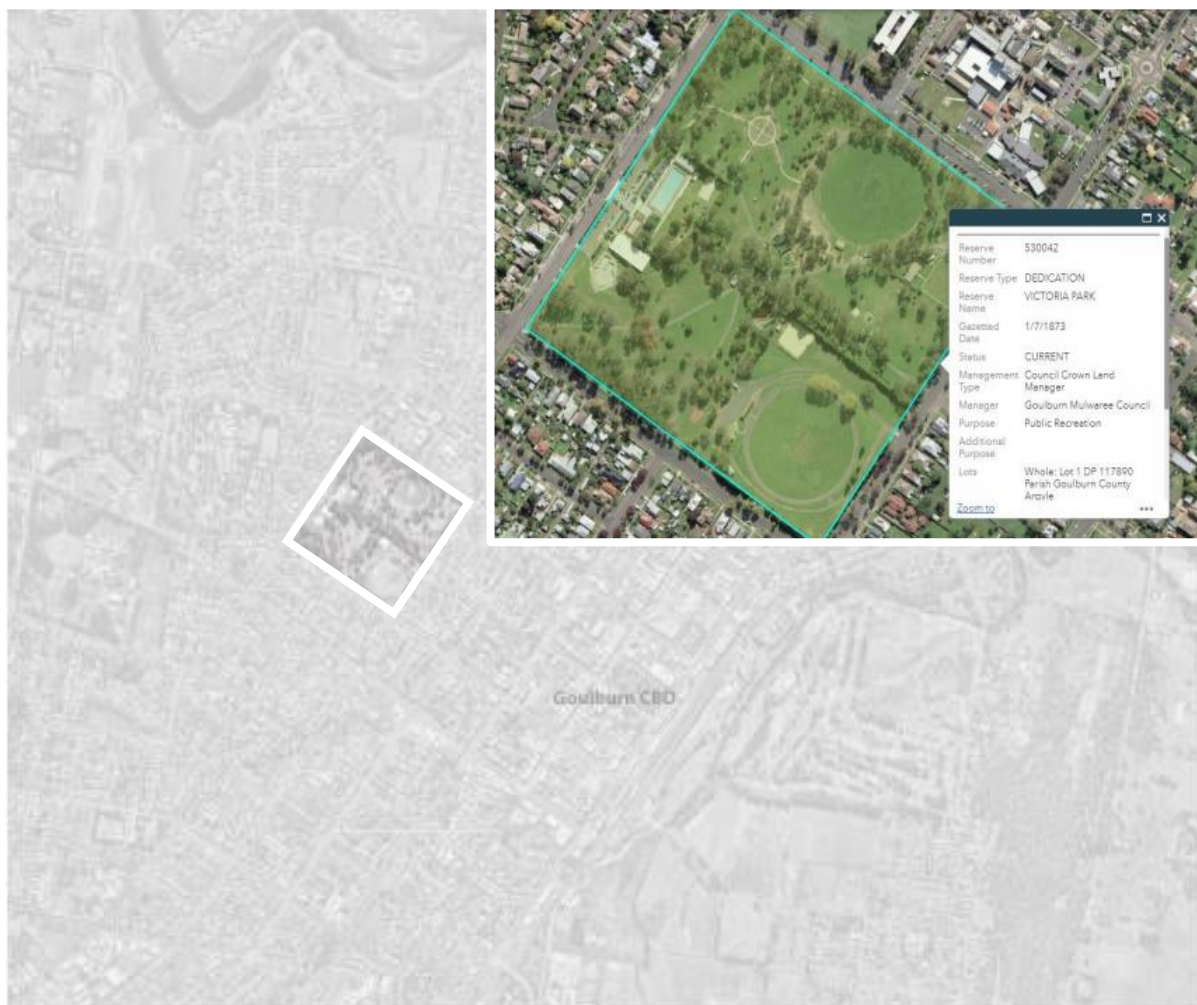 Reserve Number 530042
Reserve Type DEDICATION
Reserve Name VICTORIA PARK
Gazetted Date 1/7/1873
Status CURRENT
Management Type Council Crown Land Manager
Manager Goulburn Mulwaree Council
Purpose Public Recreation
Additional Purpose
Lots Whole: Lot 1 DP 117890
Parish Goulburn County
Argyle
Zoom to
Goulburn CBD